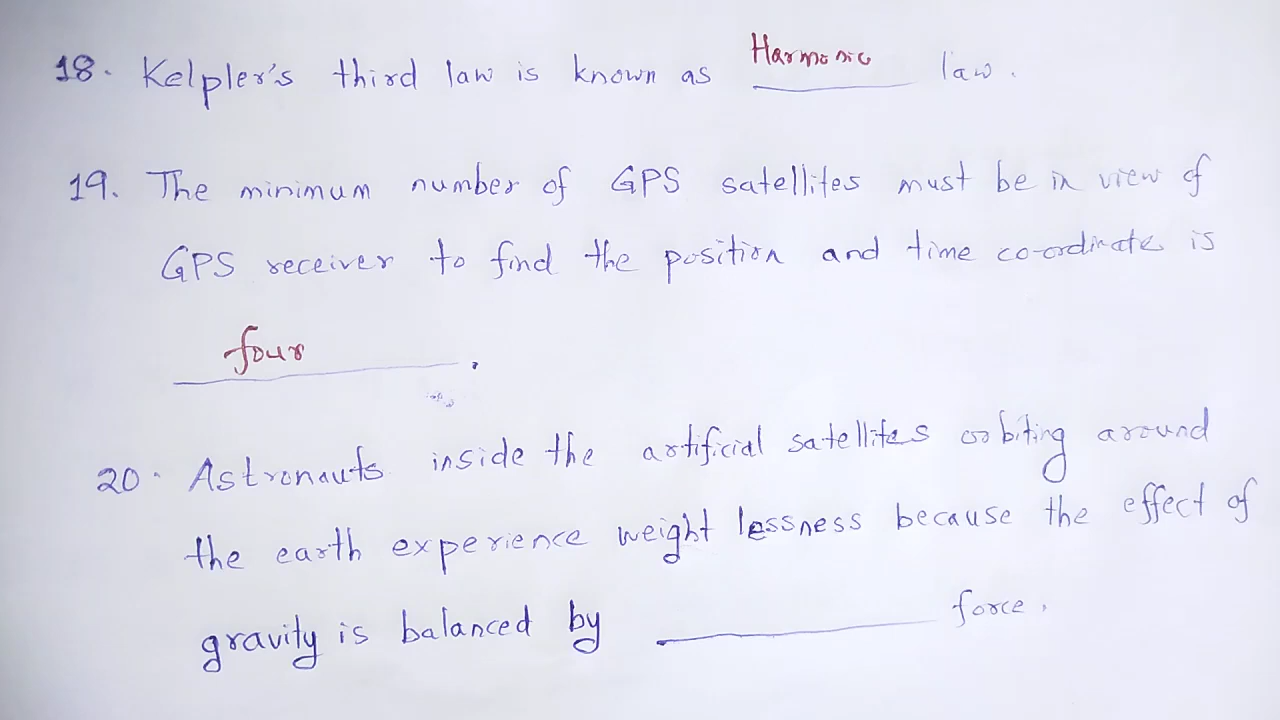 18. Kelpler's third law is known as Harmonic law.
19. The minimum number of GPS satellites must be in view of
GPS receiver to find the position and time co-ordinate is
four.
20. Astronauts inside the artificial satellites orbiting around
the earth experience weight lessness because the effect of
gravity is balanced by ________ force.